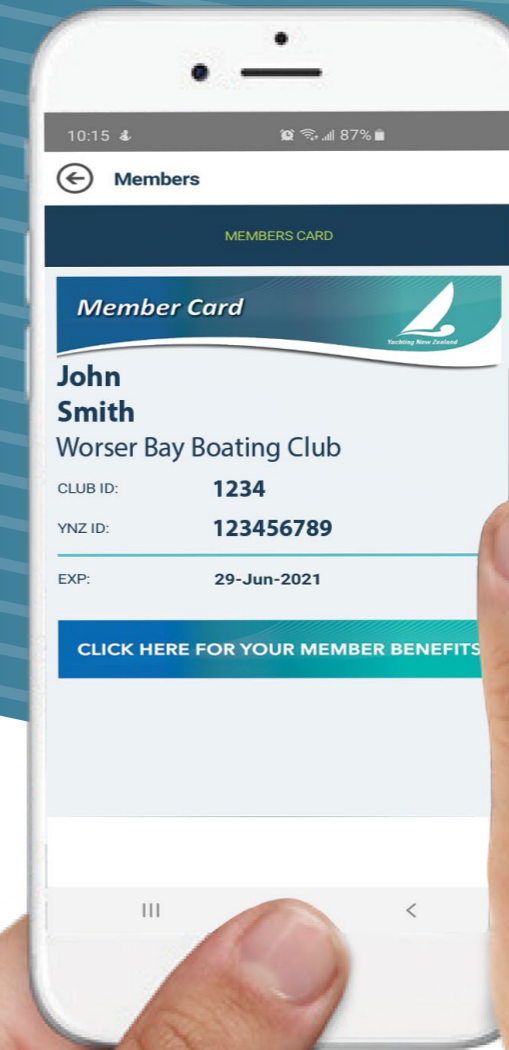 10:15 87%
Members
MEMBERS CARD
Member Card
Yachting New Zealand
John
Smith
Worser Bay Boating Club
CLUB ID: 1234
YNZ ID: 123456789
EXP: 29-Jun-2021
CLICK HERE FOR YOUR MEMBER BENEFITS